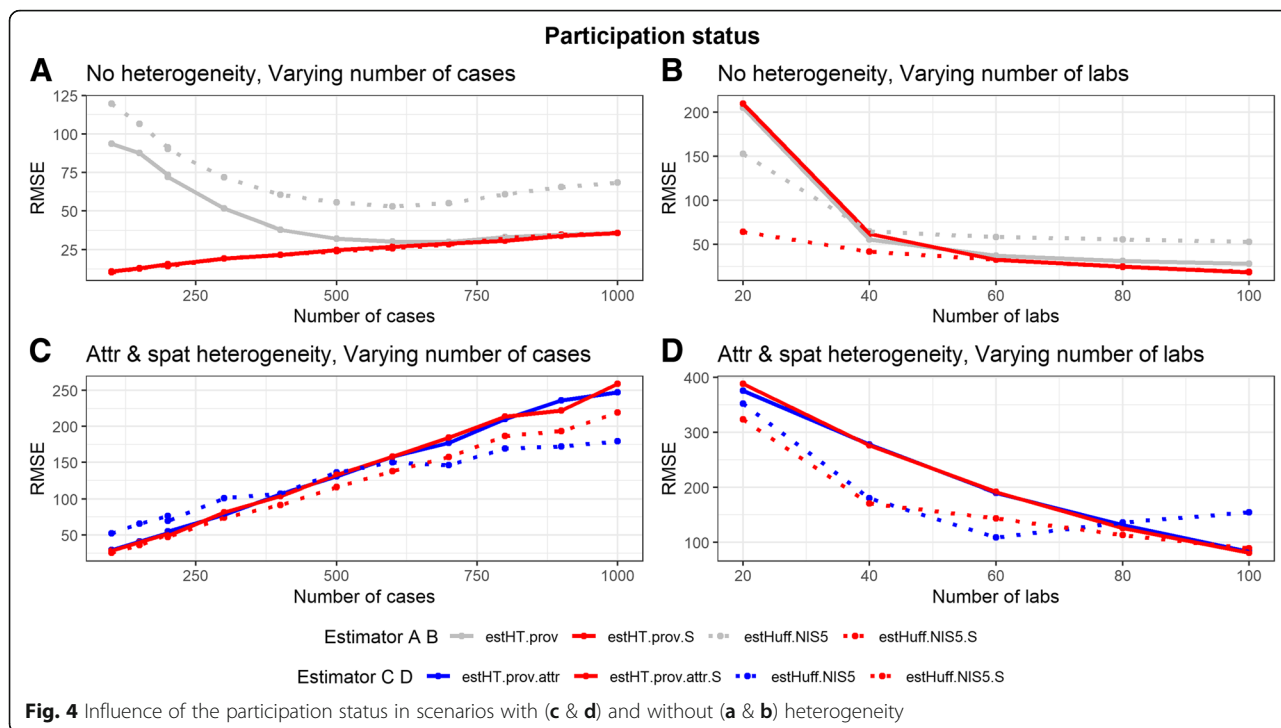 Participation status
A No heterogeneity, Varying number of cases
125
100
75
50
25
RMSE
250 500 750 1000
Number of cases
B No heterogeneity, Varying number of labs
200
150
100
50
RMSE
20 40 60 80 100
Number of labs
C Attr & spat heterogeneity, Varying number of cases
250
200
150
100
50
RMSE
250 500 750 1000
Number of cases
D Attr & spat heterogeneity, Varying number of labs
400
300
200
100
RMSE
20 40 60 80 100
Number of labs
Estimator A B estHT.prov estHT.prov.S estHuff.NIS5 estHuff.NIS5.S
Estimator C D estHT.prov.attr estHT.prov.attr.S estHuff.NIS5 estHuff.NIS5.S
Fig. 4 Influence of the participation status in scenarios with (c & d) and without (a & b) heterogeneity